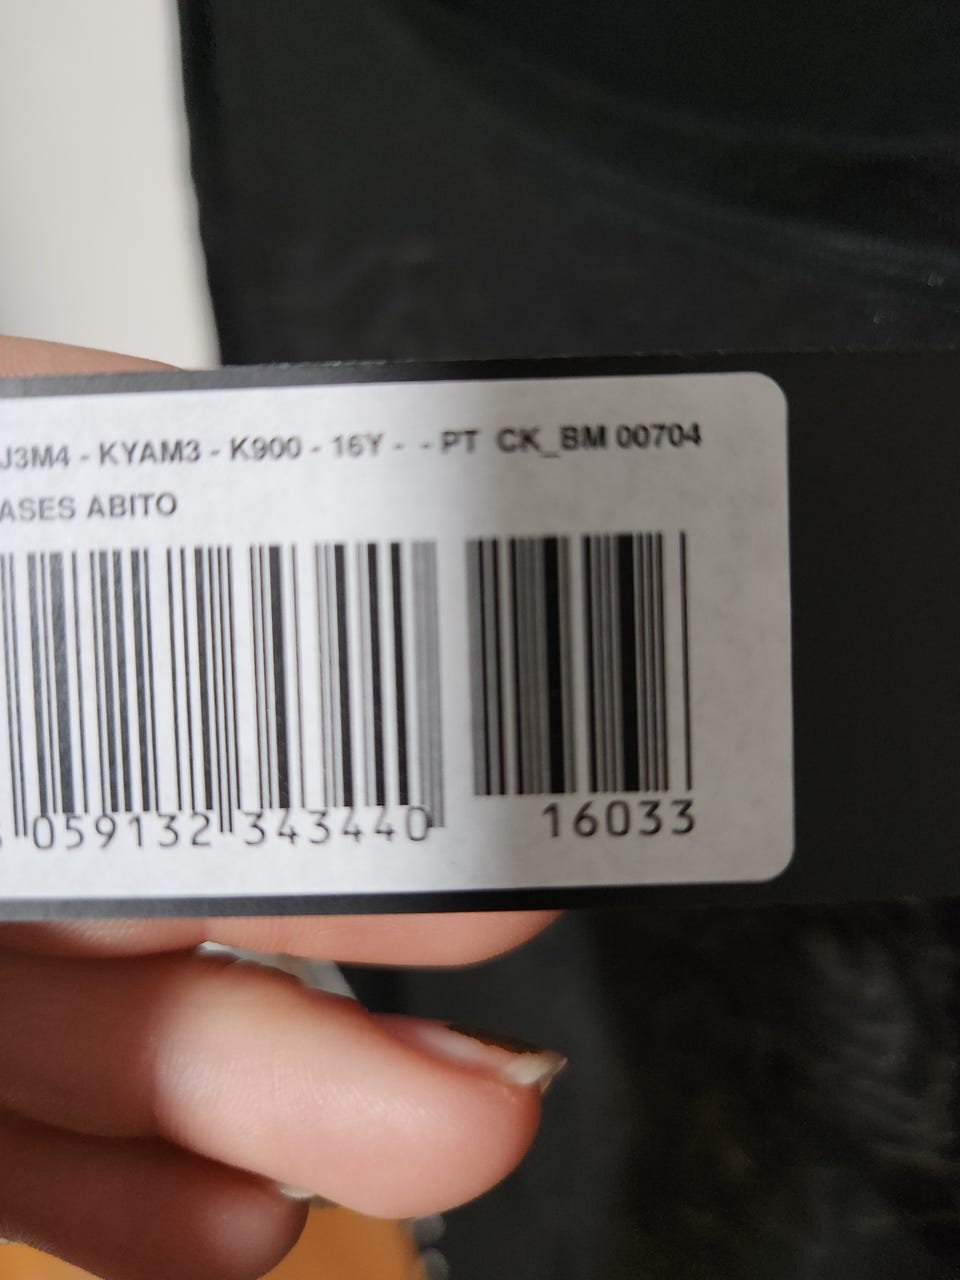 J3M4 - KYAM3 - K900 - 16Y - - PT CK_BM 00704
ASES ABITO
059132 343440 16033